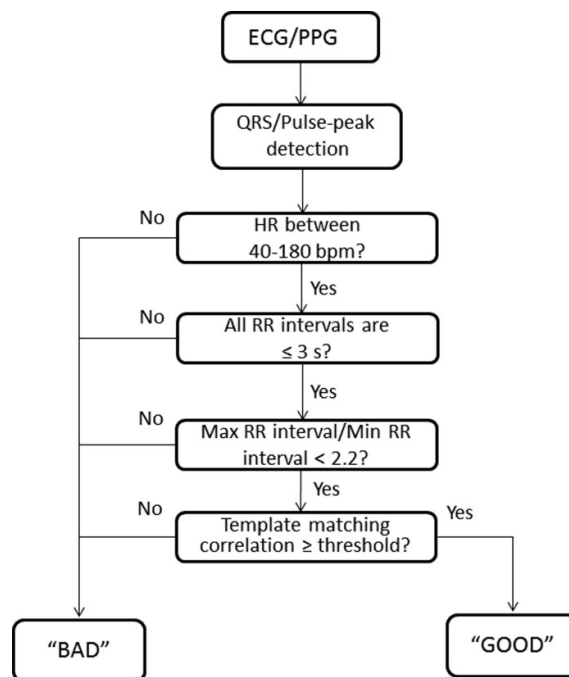 ECG/PPG
QRS/Pulse-peak
detection
No
HR between
40-180 bpm?
Yes
No
All RR intervals are
≤ 3 s?
Yes
No
Max RR interval/Min RR
interval < 2.2?
Yes
No
Template matching
correlation ≥ threshold?
Yes
“BAD”
“GOOD”